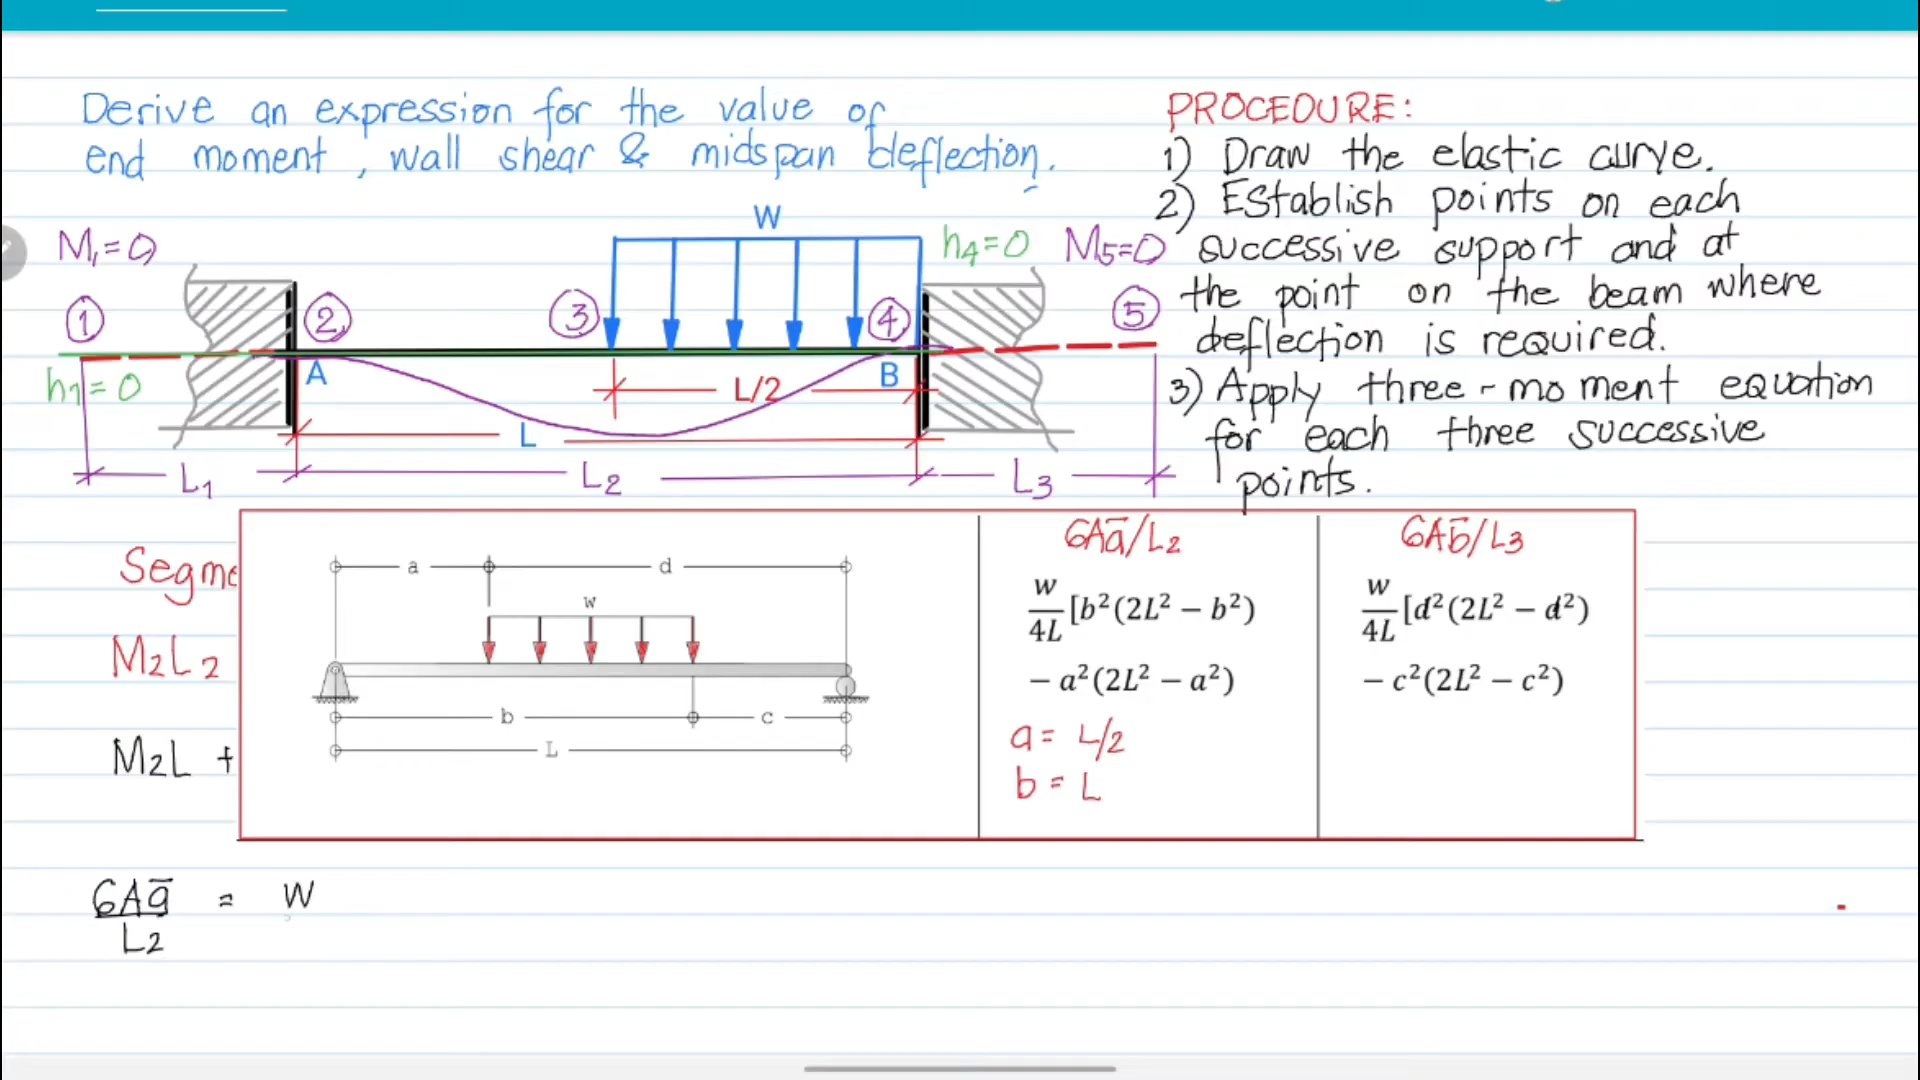 Derive an expression for the value of
end moment, wall shear & midspan deflection.
PROCEDURE:
1) Draw the elastic curve.
2) Establish points on each
successive support and at
the point on the beam where
deflection is required.
3) Apply three-moment equation
for each three successive
points.
W
M₁=0
h₄=0
M₅=0
1
2
3
4
5
A
B
h₁=0
L/2
L
L₁
L₂
L₃
Segme
M₂L₂
M₂L +
a
d
w
b
c
L
6Aā/L₂
w/4L [b²(2L² − b²)
− a²(2L² − a²)
a = L/2
b = L
6Ab̄/L₃
w/4L [d²(2L² − d²)
− c²(2L² − c²)
6Aā/L₂ = W